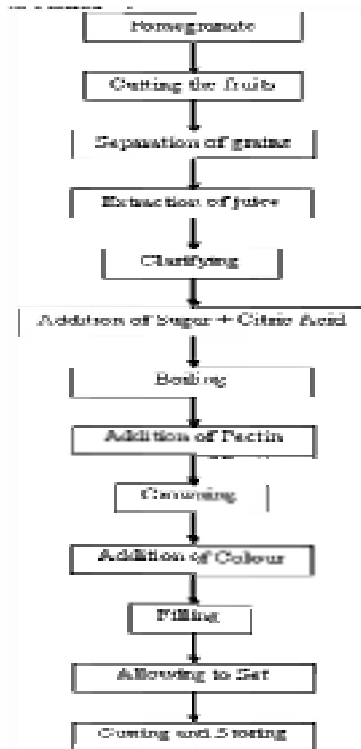 Pomegranate
Cutting the fruits
Separation of grains
Extraction of juice
Clarifying
Addition of Sugar + Citric Acid
Boiling
Addition of Pectin
Addition of Colour
Filling
Allowing to Set
and Storing